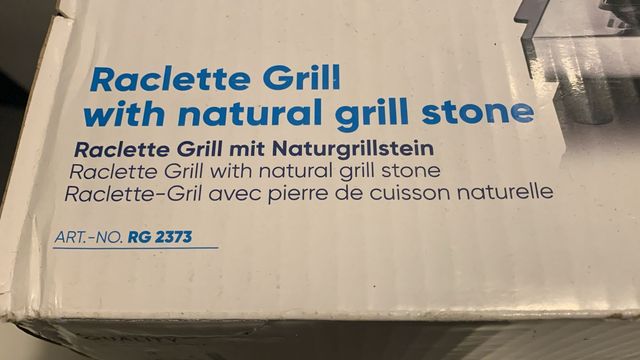 Raclette Grill
with natural grill stone
Raclette Grill mit Naturgrillstein
Raclette Grill with natural grill stone
Raclette-Gril avec pierre de cuisson naturelle
ART.-NO. RG 2373
QUALITY